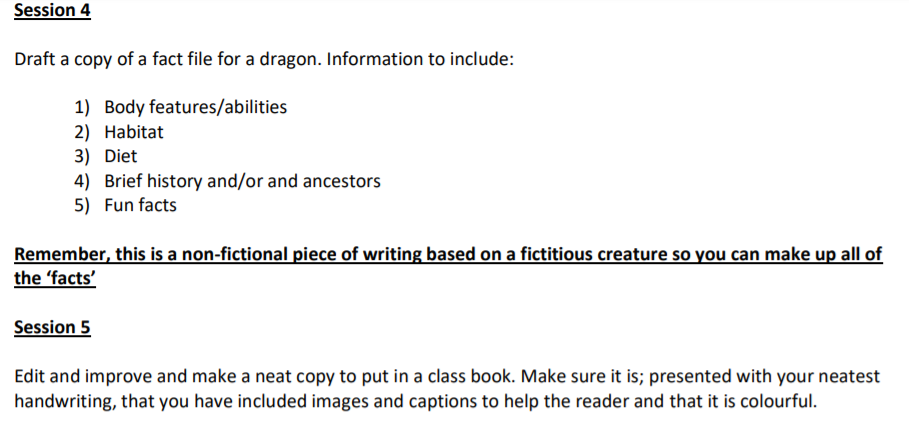 Session 4
Draft a copy of a fact file for a dragon. Information to include:
1) Body features/abilities
2) Habitat
3) Diet
4) Brief history and/or and ancestors
5) Fun facts
Remember, this is a non-fictional piece of writing based on a fictitious creature so you can make up all of
the ‘facts’
Session 5
Edit and improve and make a neat copy to put in a class book. Make sure it is; presented with your neatest
handwriting, that you have included images and captions to help the reader and that it is colourful.